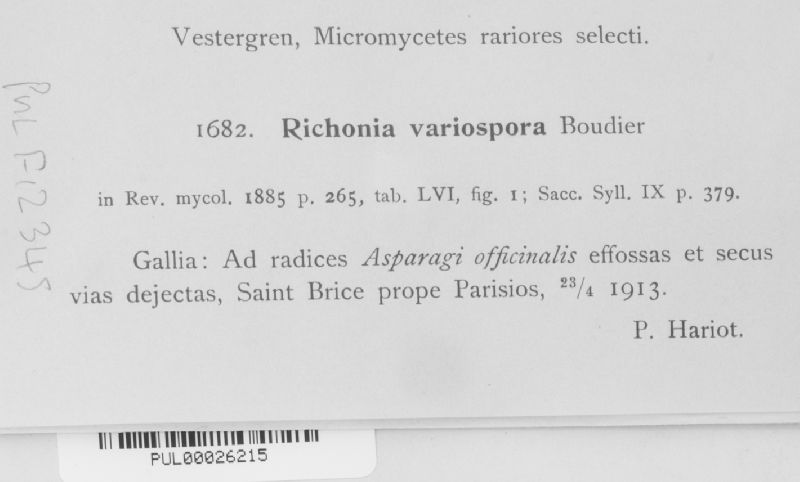 Vestergren, Micromycetes rariores selecti.
1682. Richonia variospora Boudier
in Rev. mycol. 1885 p. 265, tab. LVI, fig. 1; Sacc. Syll. IX p. 379.
Gallia: Ad radices Asparagi officinalis effossas et secus
vias dejectas, Saint Brice prope Parisios, 23/4 1913.
P. Hariot.
PUL F12345
PUL00026215